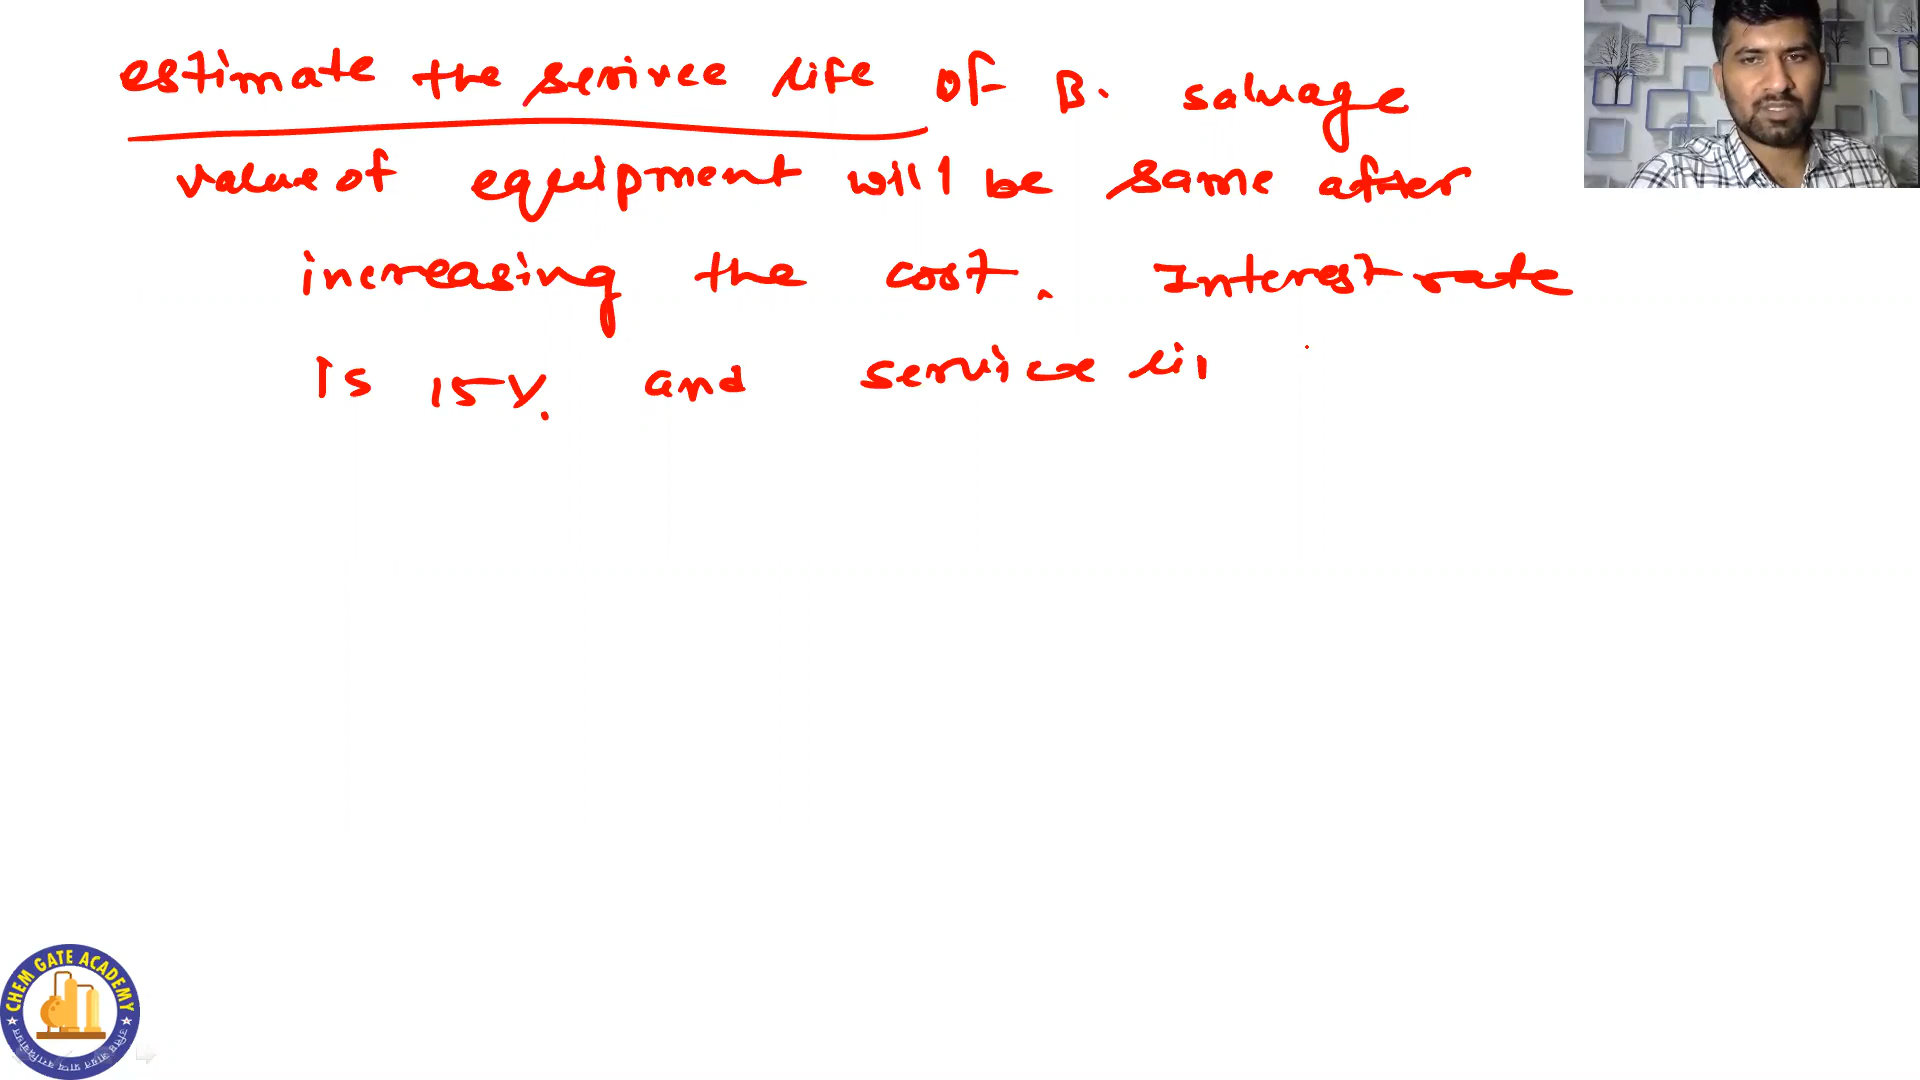 estimate the serivce life of B. salvage
value of equipment will be same after
increasing the cost. Interest rate
is 15%. and service li
CHEM GATE ACADEMY